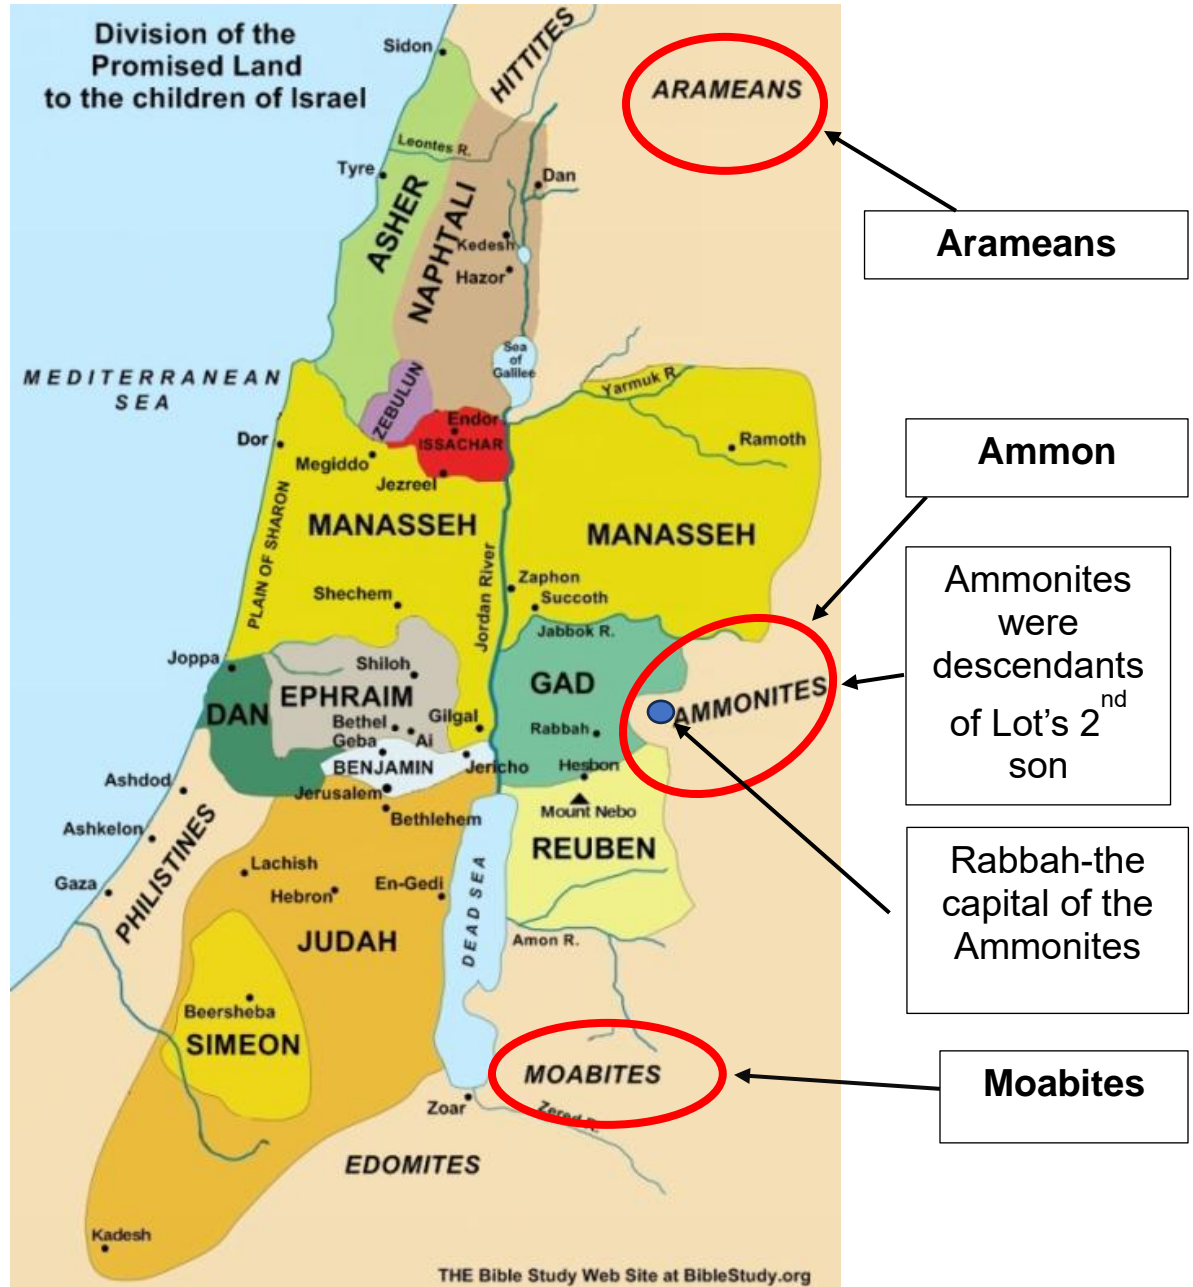 Division of the
Promised Land
to the children of Israel
Sidon
HITTITES
ARAMEANS
Leontes R.
Tyre
Dan
ASHER
NAPHTALI
Kedesh
Hazor
Arameans
Sea
of
Galilee
MEDITERRANEAN
SEA
ZEBULUN
Yarmuk R.
Endor
ISSACHAR
Dor
Megiddo
Jezreel
Ramoth
Ammon
PLAIN OF SHARON
MANASSEH
MANASSEH
Jordan River
Zaphon
Succoth
Shechem
Jabbok R.
Ammonites
were
descendants
of Lot's 2nd
son
Joppa
Shiloh
EPHRAIM
GAD
DAN
AMMONITES
Bethel
Gilgal
Ai
Rabbah
Geba
BENJAMIN
Jericho
Hesbon
Ashdod
Jerusalem
Mount Nebo
Bethlehem
Ashkelon
PHILISTINES
REUBEN
Lachish
Gaza
Hebron
En-Gedi
DEAD SEA
Rabbah-the
capital of the
Ammonites
JUDAH
Amon R.
Beersheba
SIMEON
MOABITES
Moabites
Zoar
Zered R.
EDOMITES
Kadesh
THE Bible Study Web Site at BibleStudy.org